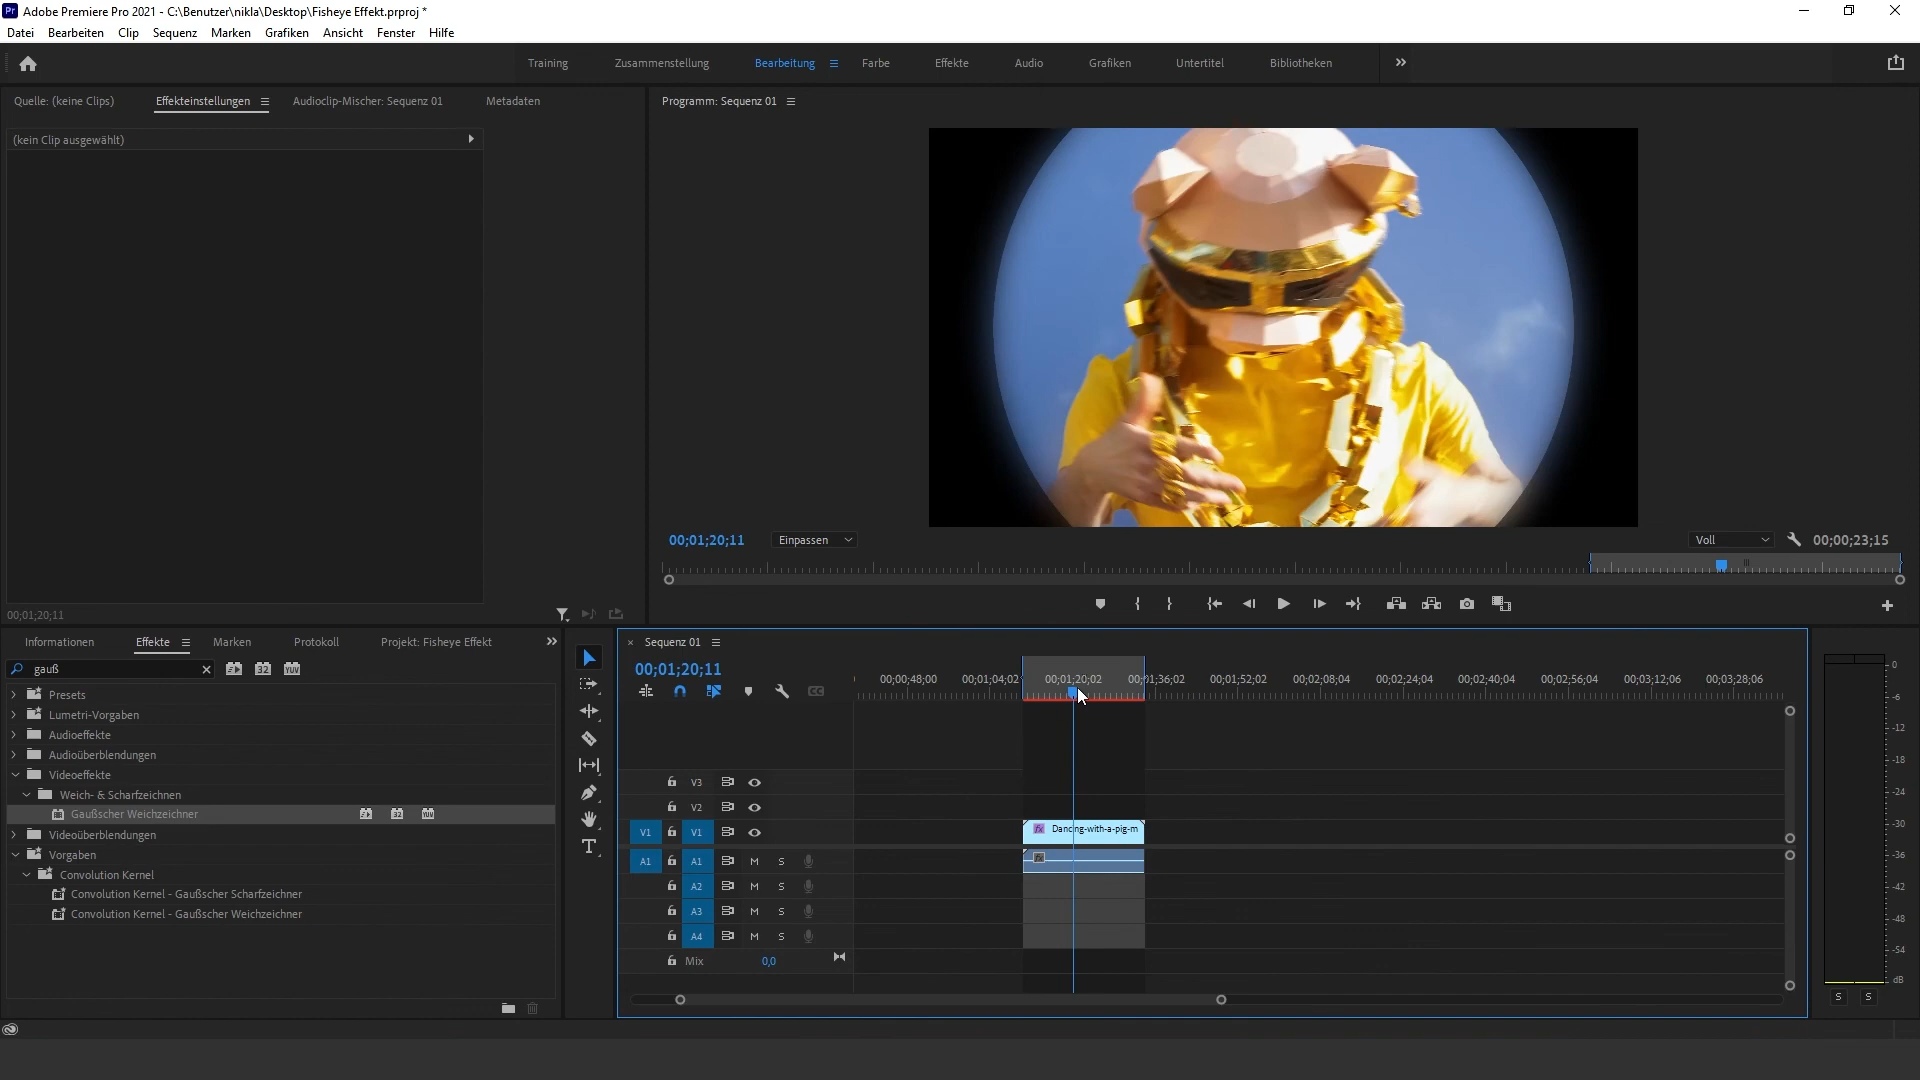 Pr Adobe Premiere Pro 2021 - C:\Benutzer\nikla\Desktop\Fisheye Effekt.prproj *
Datei Bearbeiten Clip Sequenz Marken Grafiken Ansicht Fenster Hilfe
Training Zusammenstellung Bearbeitung Farbe Effekte Audio Grafiken Untertitel Bibliotheken
Quelle: (keine Clips) Effekteinstellungen Audioclip-Mischer: Sequenz 01 Metadaten
Programm: Sequenz 01
(kein Clip ausgewählt)
00;01;20;11 Einpassen Voll 00;00;23;15
00;01;20;11
Informationen Effekte Marken Protokoll Projekt: Fisheye Effekt
Sequenz 01
gauß 32 YUV
00;01;20;11
00;00;48;00 00;01;04;02 00;01;20;02 00;01;36;02 00;01;52;02 00;02;08;04 00;02;24;04 00;02;40;04 00;02;56;04 00;03;12;06 00;03;28;06
Presets
Lumetri-Vorgaben
Audioeffekte
Audioüberblendungen
Videoeffekte
Weich- & Scharfzeichnen
Gaußscher Weichzeichner 32 YUV
Videoüberblendungen
Vorgaben
Convolution Kernel
Convolution Kernel - Gaußscher Scharfzeichner
Convolution Kernel - Gaußscher Weichzeichner
V3
V2
V1 V1 fx Dancing-with-a-pig-m
A1 A1 M S fx
A2 M S
A3 M S
A4 M S
Mix 0,0
0
-6
-12
-18
-24
-30
-36
-42
-48
-54
dB
S S